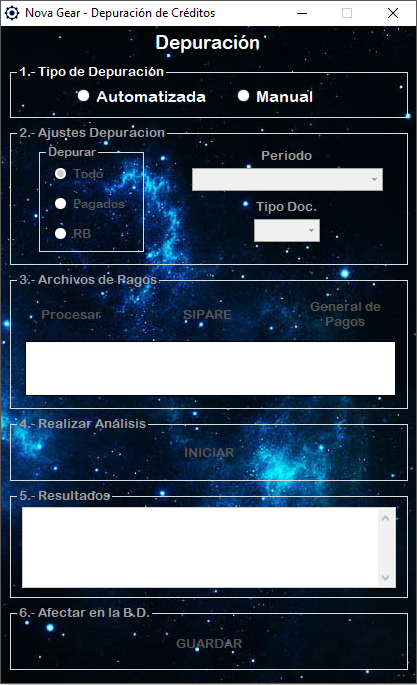 Nova Gear - Depuración de Créditos
Depuración
1.- Tipo de Depuración
Automatizada
Manual
2.- Ajustes Depuracion
Depurar
Todo
Pagados
RB
Periodo
Tipo Doc.
3.- Archivos de Pagos
Procesar
SIPARE
General de
Pagos
4.- Realizar Análisis
INICIAR
5.- Resultados
6.- Afectar en la B.D.
GUARDAR